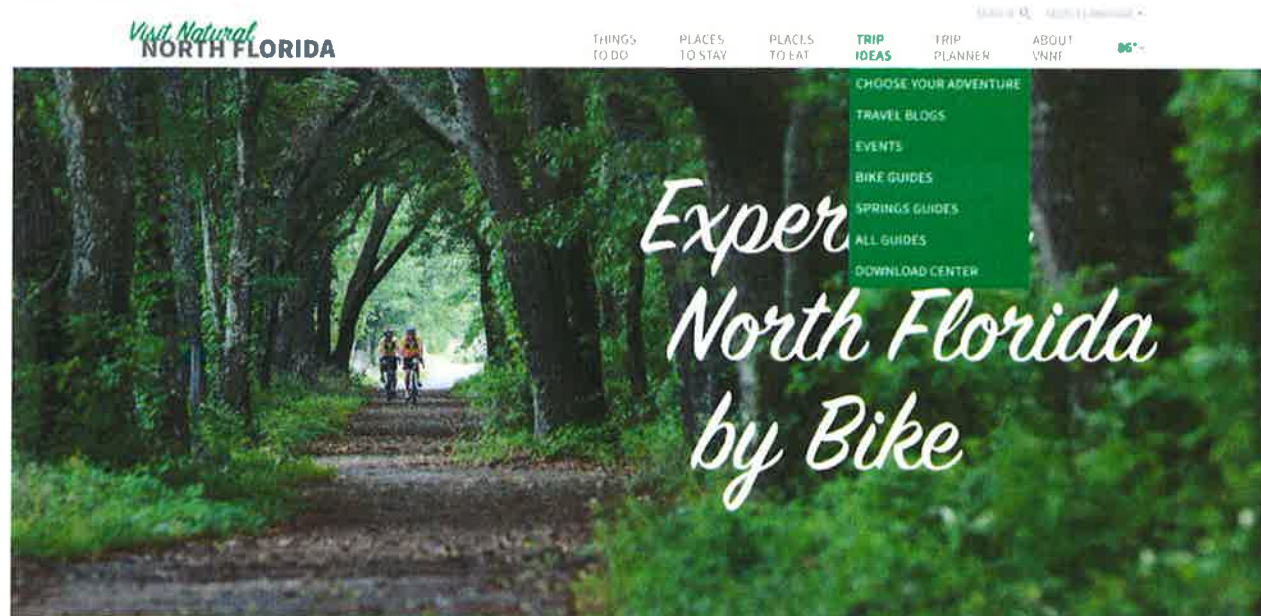 Visit Natural
NORTH FLORIDA
THINGS TO DO
PLACES TO STAY
PLACES TO EAT
TRIP IDEAS
TRIP PLANNER
ABOUT VNNF
86°
CHOOSE YOUR ADVENTURE
TRAVEL BLOGS
EVENTS
BIKE GUIDES
SPRINGS GUIDES
ALL GUIDES
DOWNLOAD CENTER
Exper
North Florida
by Bike